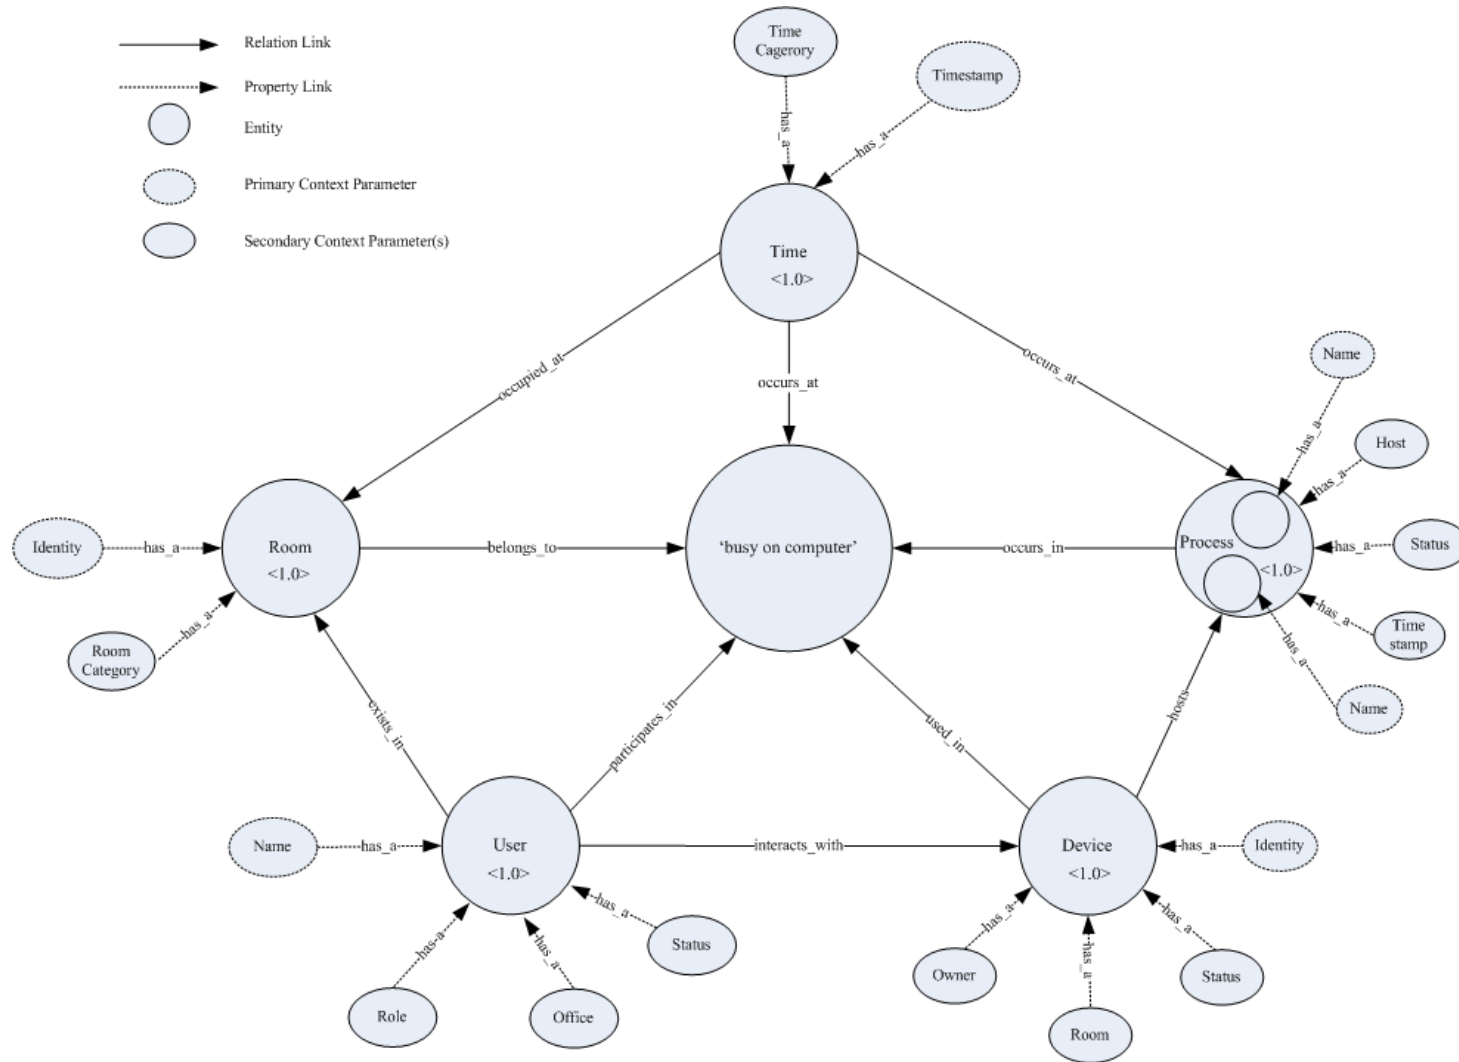 Relation Link
Property Link
Entity
Primary Context Parameter
Secondary Context Parameter(s)
Time
Cagerory
Timestamp
has_a
has_a
Time
<1.0>
occupied_at
occurs_at
occurs_at
Name
has_a
Host
has_a
Identity
has_a
Room
<1.0>
belongs_to
'busy on computer'
occurs_in
Process
<1.0>
has_a
Status
Room
Category
has_a
has_a
Time
stamp
has_a
Name
exists_in
participates_in
used_in
hosts
Name
has_a
User
<1.0>
interacts_with
Device
<1.0>
has_a
Identity
has_a
Role
has_a
Office
has_a
Status
has_a
Owner
has_a
Room
has_a
Status